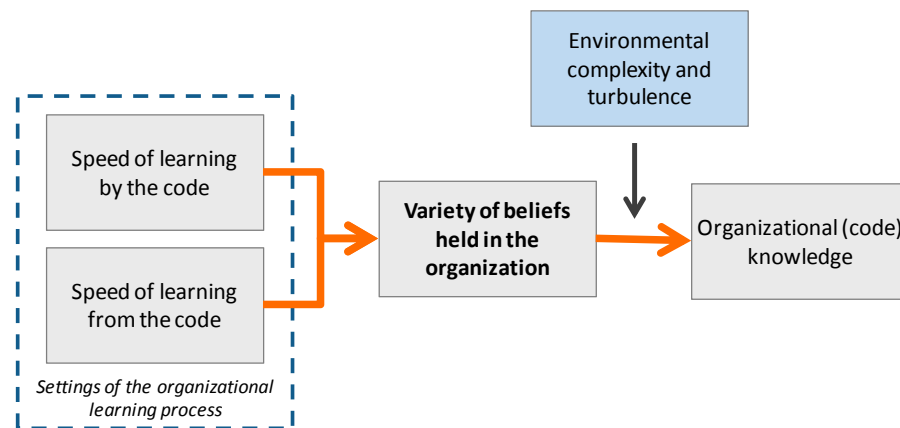 Environmental
complexity and
turbulence
Speed of learning
by the code
Variety of beliefs
held in the
organization
Organizational (code)
knowledge
Speed of learning
from the code
Settings of the organizational
learning process